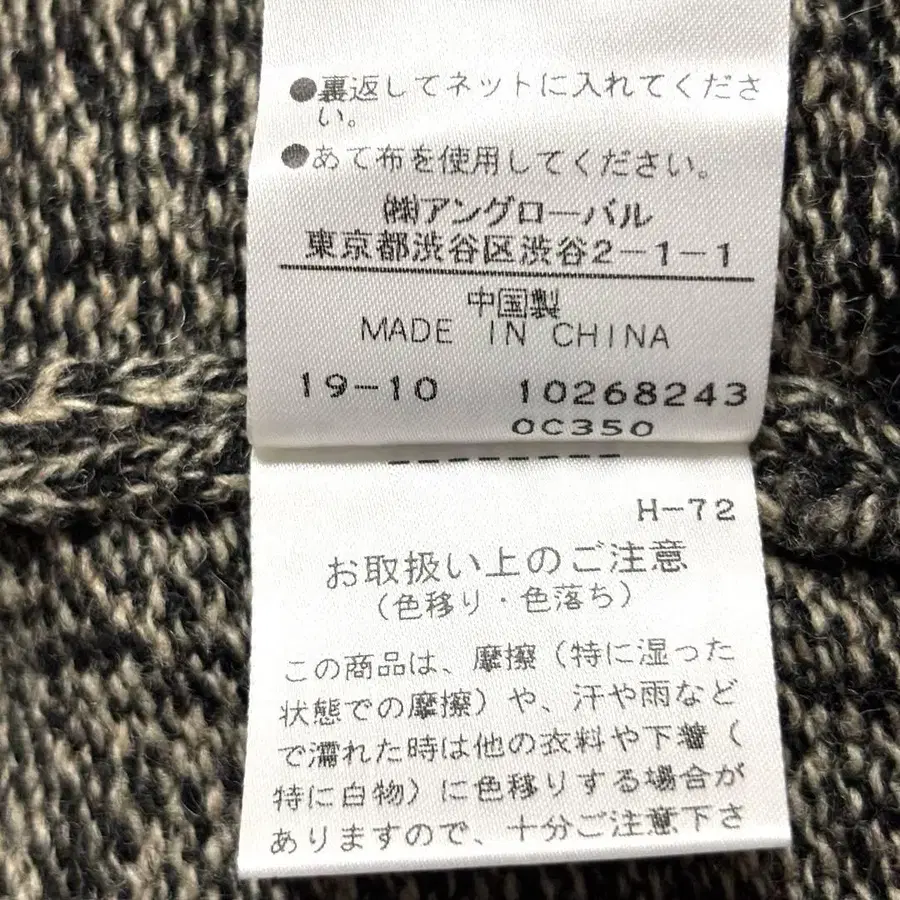 ●裏返してネットに入れてくださ
い。
●あて布を使用してください。
㈱アングローバル
東京都渋谷区渋谷2-1-1
中国製
MADE IN CHINA
19-10 10268243
0C350
H-72
お取扱い上のご注意
(色移り・色落ち)
この商品は、摩擦(特に湿った
状態での摩擦)や、汗や雨など
で濡れた時は他の衣料や下着(
特に白物)に色移りする場合が
ありますので、十分ご注意下さ